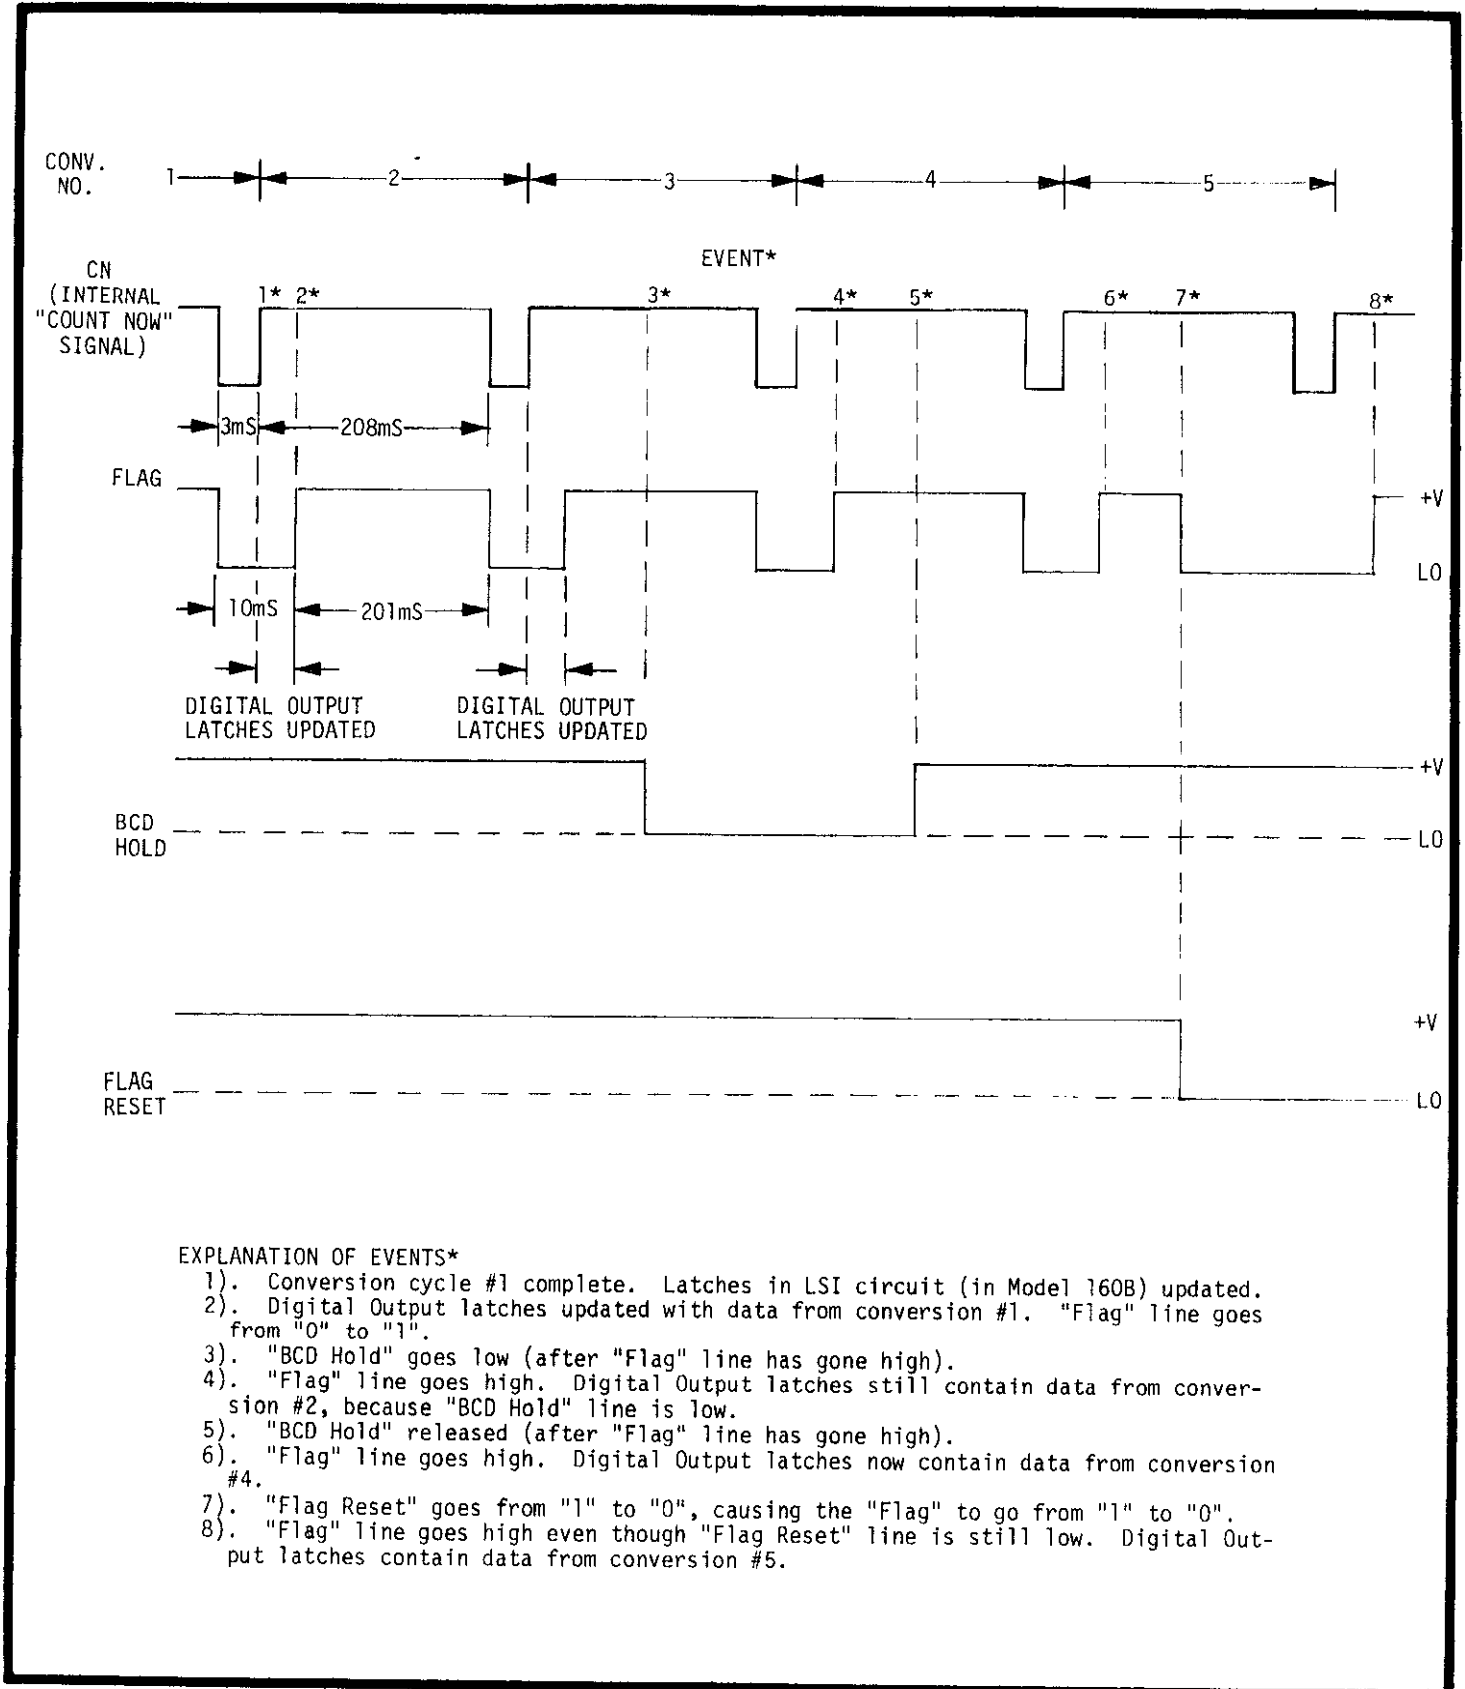 CONV.
NO.
1 2 3 4 5
EVENT*
CN
(INTERNAL
"COUNT NOW"
SIGNAL)
1* 2* 3* 4* 5* 6* 7* 8*
3mS 208mS
FLAG
+V
LO
10mS 201mS
DIGITAL OUTPUT
LATCHES UPDATED
DIGITAL OUTPUT
LATCHES UPDATED
+V
BCD
HOLD
LO
+V
FLAG
RESET
LO
EXPLANATION OF EVENTS*
1). Conversion cycle #1 complete. Latches in LSI circuit (in Model 160B) updated.
2). Digital Output latches updated with data from conversion #1. "Flag" line goes
from "0" to "1".
3). "BCD Hold" goes low (after "Flag" line has gone high).
4). "Flag" line goes high. Digital Output latches still contain data from conver-
sion #2, because "BCD Hold" line is low.
5). "BCD Hold" released (after "Flag" line has gone high).
6). "Flag" line goes high. Digital Output latches now contain data from conversion
#4.
7). "Flag Reset" goes from "1" to "0", causing the "Flag" to go from "1" to "0".
8). "Flag" line goes high even though "Flag Reset" line is still low. Digital Out-
put latches contain data from conversion #5.